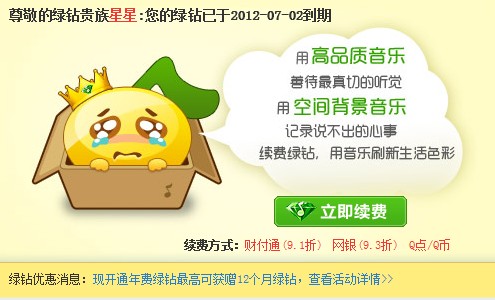 尊敬的绿钻贵族星星:您的绿钻已于2012-07-02到期
用 高品质音乐
善待最真切的听觉
用 空间背景音乐
记录说不出的心事
续费绿钻，用音乐刷新生活色彩
立即续费
续费方式：财付通(9.1折) 网银(9.3折) Q点/Q币
绿钻优惠消息：现开通年费绿钻最高可获赠12个月绿钻，查看活动详情>>